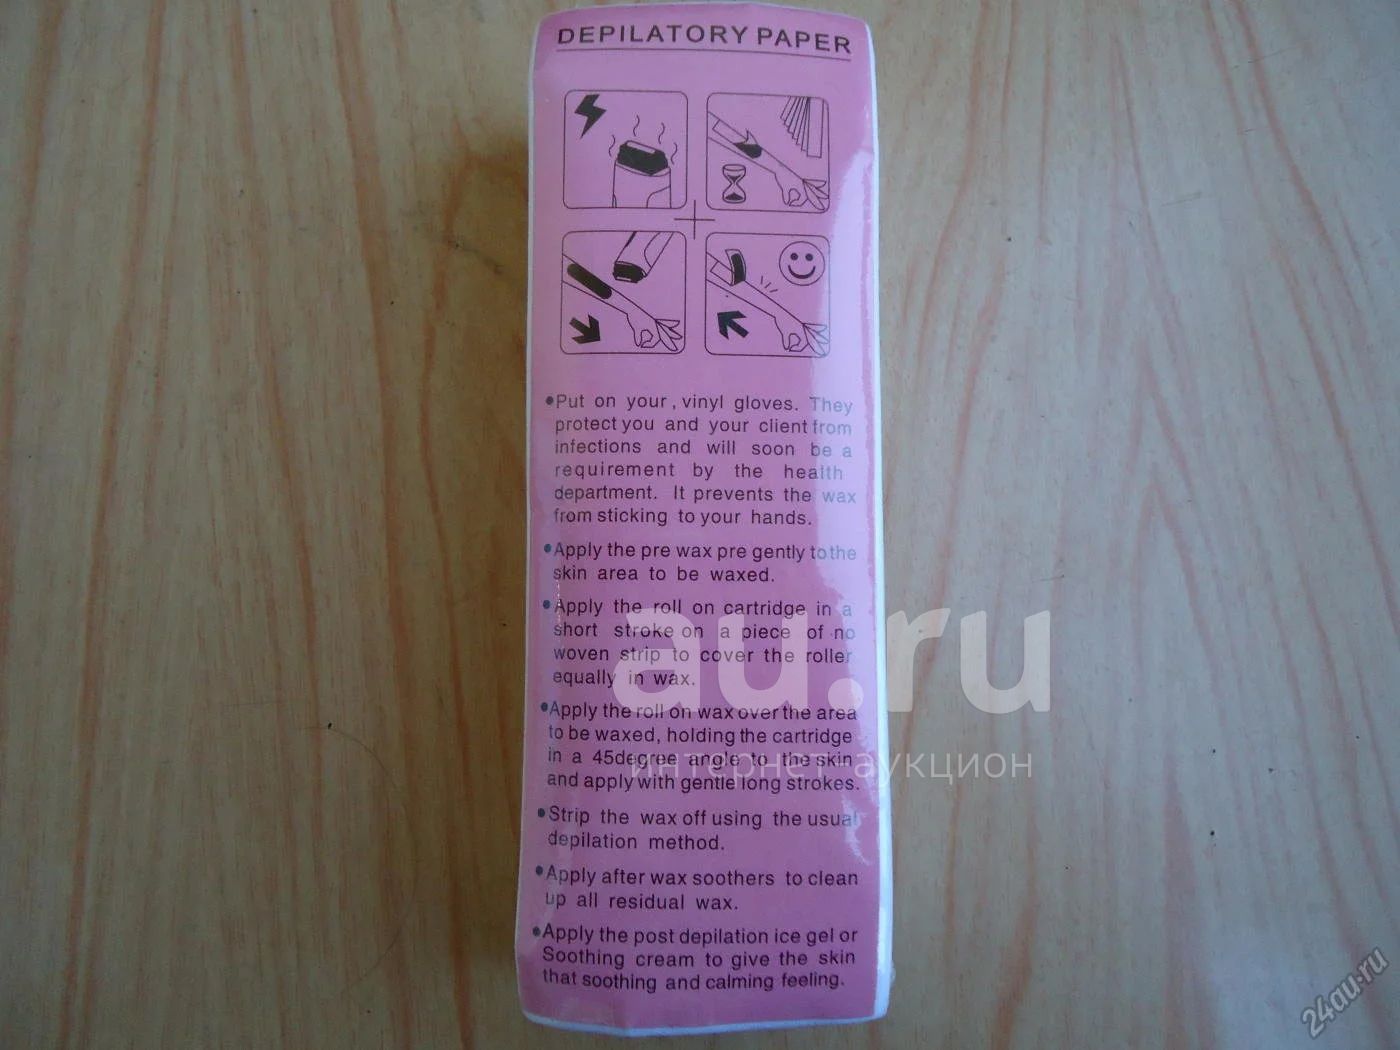 DEPILATORY PAPER
•Put on your, vinyl gloves. They
protect you and your client from
infections and will soon be a
requirement by the health
department. It prevents the wax
from sticking to your hands.
•Apply the pre wax pre gently to the
skin area to be waxed.
•Apply the roll on cartridge in a
short stroke on a piece of no
woven strip to cover the roller
equally in wax.
•Apply the roll on wax over the area
to be waxed, holding the cartridge
in a 45degree angle to the skin
and apply with gentle long strokes.
•Strip the wax off using the usual
depilation method.
•Apply after wax soothers to clean
up all residual wax.
•Apply the post depilation ice gel or
Soothing cream to give the skin
that soothing and calming feeling.
au.ru
интернет-аукцион
24au.ru